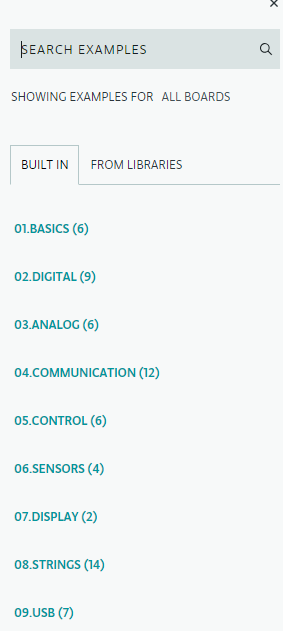 SEARCH EXAMPLES
SHOWING EXAMPLES FOR ALL BOARDS
BUILT IN FROM LIBRARIES
01.BASICS (6)
02.DIGITAL (9)
03.ANALOG (6)
04.COMMUNICATION (12)
05.CONTROL (6)
06.SENSORS (4)
07.DISPLAY (2)
08.STRINGS (14)
09.USB (7)